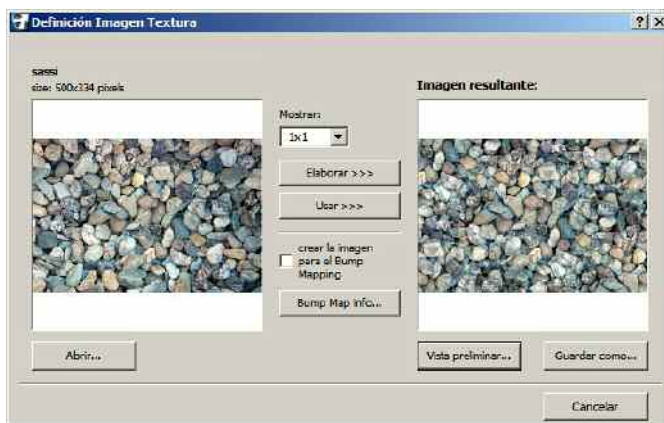 Definición Imagen Textura
sassi
size: 500x334 pixels
Mostrar:
1x1
Elaborar >>>
Usar >>>
crear la imagen
para el Bump
Mapping
Bump Map info...
Abrir...
Imagen resultante:
Vista preliminar...
Guardar como...
Cancelar